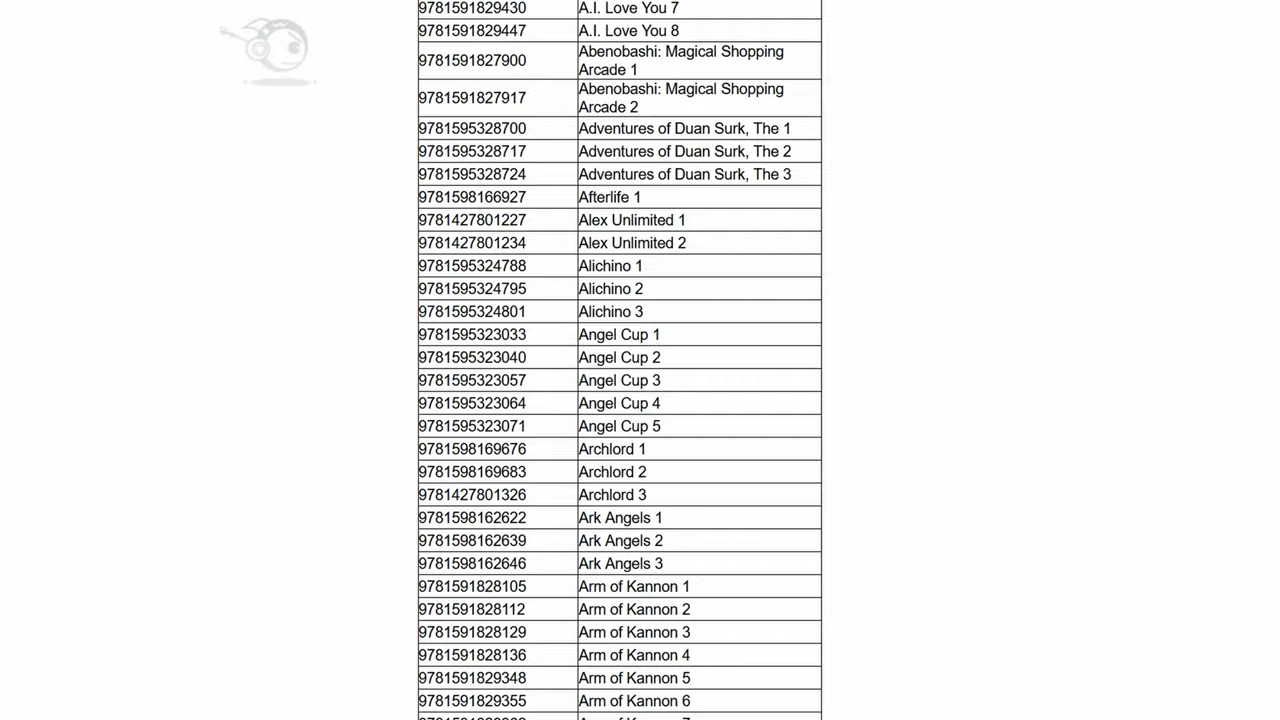 9781591829430 A.I. Love You 7
9781591829447 A.I. Love You 8
9781591827900 Abenobashi: Magical Shopping
Arcade 1
9781591827917 Abenobashi: Magical Shopping
Arcade 2
9781595328700 Adventures of Duan Surk, The 1
9781595328717 Adventures of Duan Surk, The 2
9781595328724 Adventures of Duan Surk, The 3
9781598166927 Afterlife 1
9781427801227 Alex Unlimited 1
9781427801234 Alex Unlimited 2
9781595324788 Alichino 1
9781595324795 Alichino 2
9781595324801 Alichino 3
9781595323033 Angel Cup 1
9781595323040 Angel Cup 2
9781595323057 Angel Cup 3
9781595323064 Angel Cup 4
9781595323071 Angel Cup 5
9781598169676 Archlord 1
9781598169683 Archlord 2
9781427801326 Archlord 3
9781598162622 Ark Angels 1
9781598162639 Ark Angels 2
9781598162646 Ark Angels 3
9781591828105 Arm of Kannon 1
9781591828112 Arm of Kannon 2
9781591828129 Arm of Kannon 3
9781591828136 Arm of Kannon 4
9781591829348 Arm of Kannon 5
9781591829355 Arm of Kannon 6